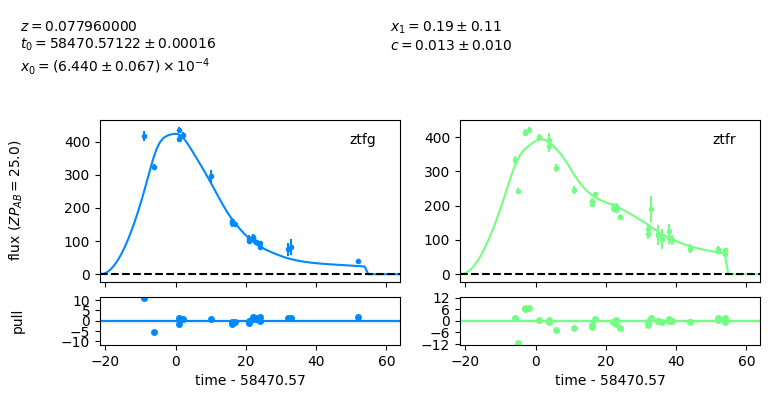 z = 0.077960000
t₀ = 58470.57122 ± 0.00016
x₀ = (6.440 ± 0.067) × 10⁻⁴
x₁ = 0.19 ± 0.11
c = 0.013 ± 0.010
flux (ZP_AB = 25.0)
400
300
200
100
0
ztfg
400
300
200
100
0
ztfr
pull
10
5
0
−5
−10
−20
0
20
40
60
time - 58470.57
12
6
0
−6
−12
−20
0
20
40
60
time - 58470.57